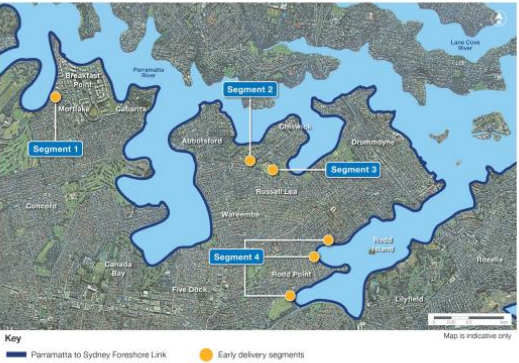 Lane Cove
River
Parramatta
River
Breakfast
Point
Mortlake
Cabarita
Segment 1
Segment 2
Abbotsford
Chiswick
Drummoyne
Segment 3
Russell Lea
Concord
Wareemba
Canada
Bay
Segment 4
Rodd
Island
Rodd Point
Rozelle
Five Dock
Lilyfield
Key
Map is indicative only
Parramatta to Sydney Foreshore Link
Early delivery segments